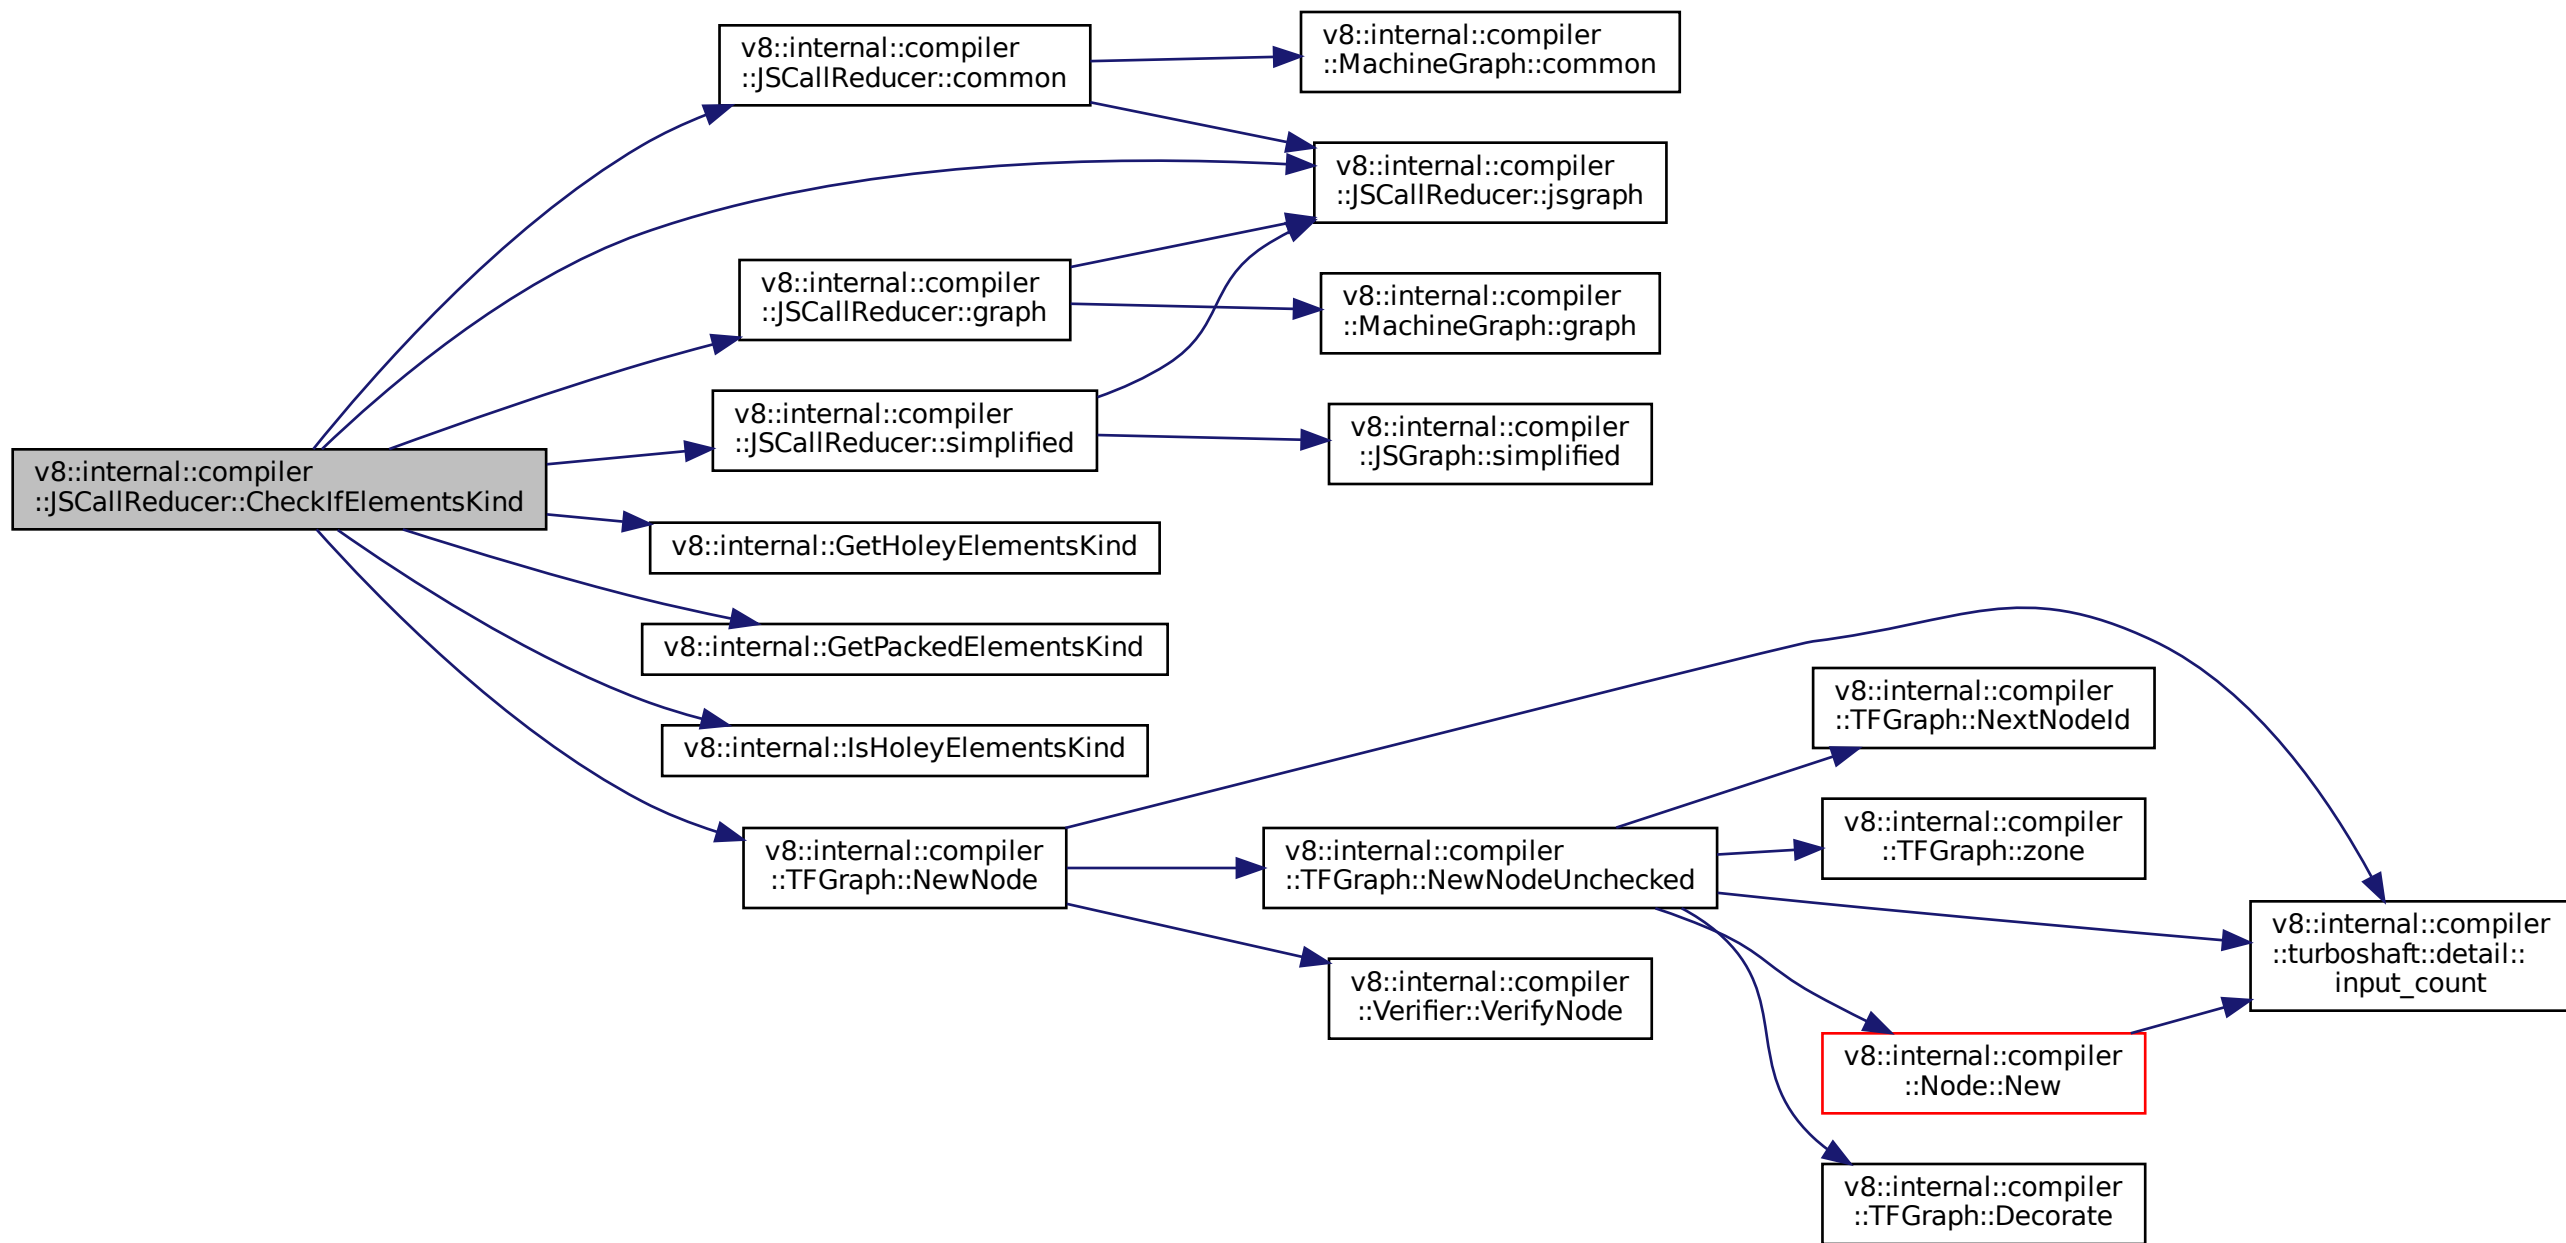 v8::internal::compiler
::JSCallReducer::CheckIfElementsKind
v8::internal::compiler
::JSCallReducer::common
v8::internal::compiler
::MachineGraph::common
v8::internal::compiler
::JSCallReducer::jsgraph
v8::internal::compiler
::JSCallReducer::graph
v8::internal::compiler
::MachineGraph::graph
v8::internal::compiler
::JSCallReducer::simplified
v8::internal::compiler
::JSGraph::simplified
v8::internal::GetHoleyElementsKind
v8::internal::GetPackedElementsKind
v8::internal::IsHoleyElementsKind
v8::internal::compiler
::TFGraph::NewNode
v8::internal::compiler
::TFGraph::NewNodeUnchecked
v8::internal::compiler
::Verifier::VerifyNode
v8::internal::compiler
::TFGraph::NextNodeId
v8::internal::compiler
::TFGraph::zone
v8::internal::compiler
::turboshaft::detail::
input_count
v8::internal::compiler
::Node::New
v8::internal::compiler
::TFGraph::Decorate